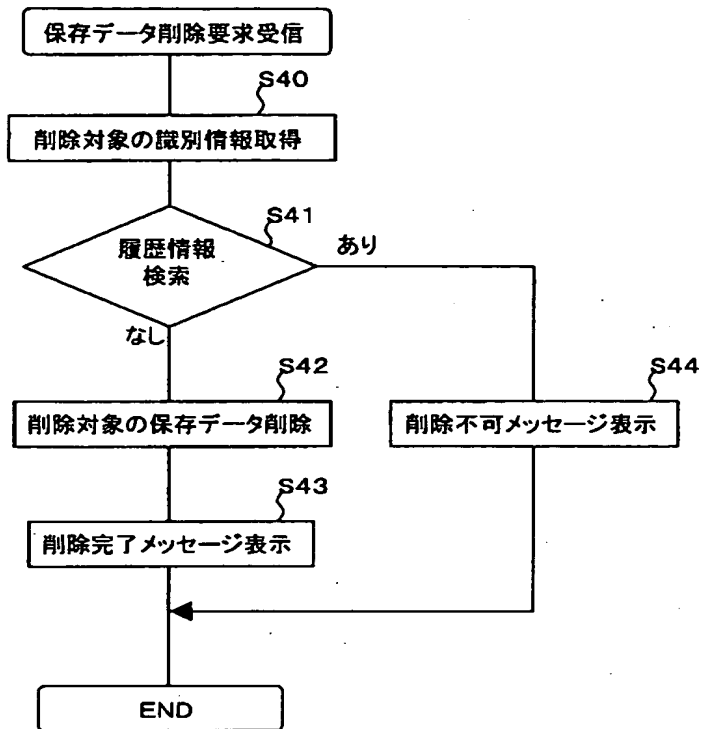 保存データ削除要求受信
S40
削除対象の識別情報取得
S41
履歴情報
検索
あり
なし
S42
削除対象の保存データ削除
S44
削除不可メッセージ表示
S43
削除完了メッセージ表示
END